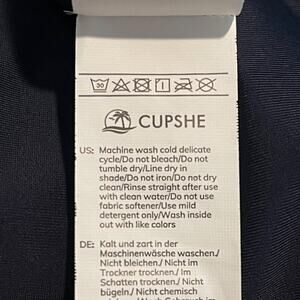 30
CUPSHE
US: Machine wash cold delicate
cycle/Do not bleach/Do not
tumble dry/Line dry in
shade/Do not iron/Do not dry
clean/Rinse straight after use
with clean water/Do not use
fabric softener/Use mild
detergent only/Wash inside
out with like colors
DE: Kalt und zart in der
Maschinenwäsche waschen./
Nicht bleichen./ Nicht im
Trockner trocknen./ Im
Schatten trocknen./ Nicht
bügeln./ Nicht chemisch